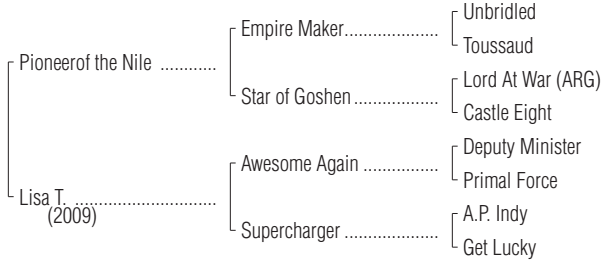 Unbridled
Empire Maker....................
Toussaud
Pioneerof the Nile ............
Lord At War (ARG)
Star of Goshen ..................
Castle Eight
Deputy Minister
Awesome Again ................
Primal Force
Lisa T. ..............................
(2009)
A.P. Indy
Supercharger ....................
Get Lucky